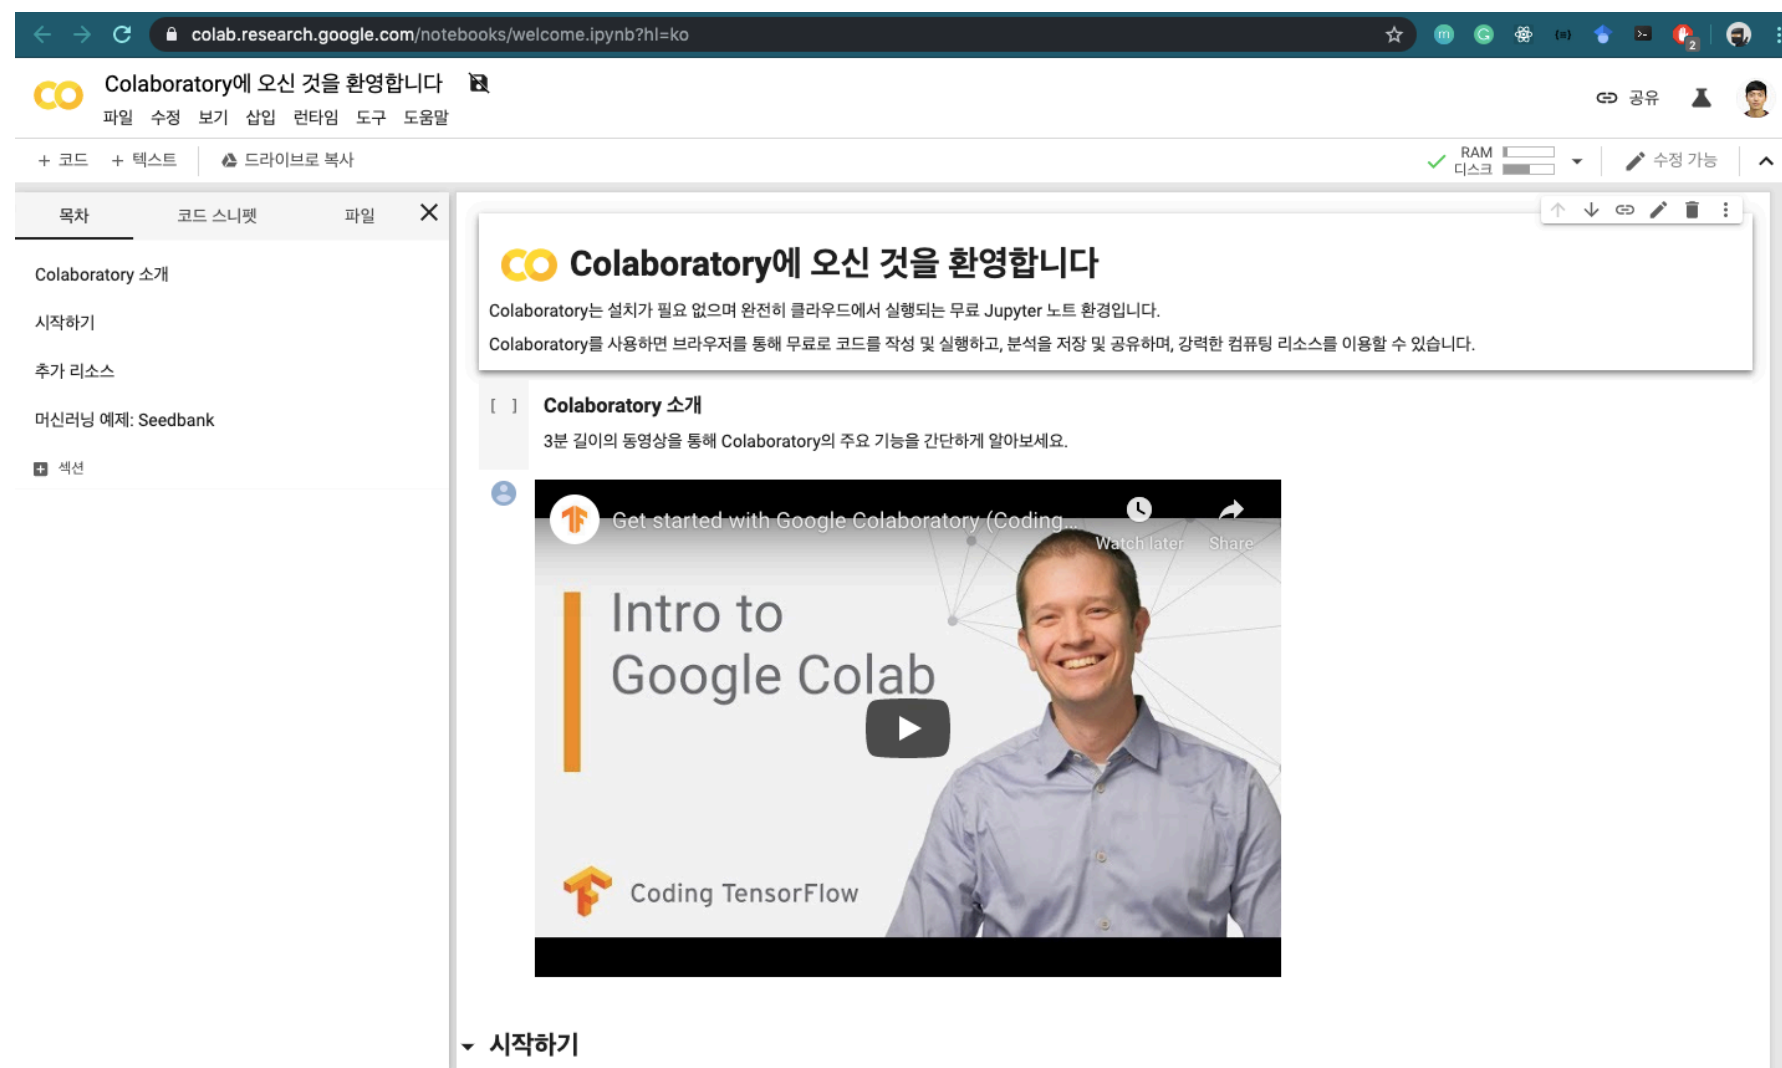 colab.research.google.com/notebooks/welcome.ipynb?hl=ko
2
Colaboratory에 오신 것을 환영합니다
파일 수정 보기 삽입 런타임 도구 도움말
공유
+ 코드 + 텍스트 드라이브로 복사
RAM
디스크
수정 가능
목차 코드 스니펫 파일
Colaboratory 소개
시작하기
추가 리소스
머신러닝 예제: Seedbank
섹션
Colaboratory에 오신 것을 환영합니다
Colaboratory는 설치가 필요 없으며 완전히 클라우드에서 실행되는 무료 Jupyter 노트 환경입니다.
Colaboratory를 사용하면 브라우저를 통해 무료로 코드를 작성 및 실행하고, 분석을 저장 및 공유하며, 강력한 컴퓨팅 리소스를 이용할 수 있습니다.
[ ] Colaboratory 소개
3분 길이의 동영상을 통해 Colaboratory의 주요 기능을 간단하게 알아보세요.
Get started with Google Colaboratory (Coding...
Watch later Share
Intro to
Google Colab
Coding TensorFlow
시작하기